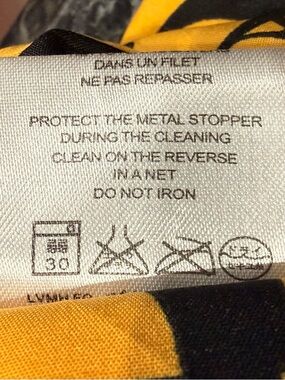 DANS UN FILET
NE PAS REPASSER
PROTECT THE METAL STOPPER
DURING THE CLEANING
CLEAN ON THE REVERSE
IN A NET
DO NOT IRON
30